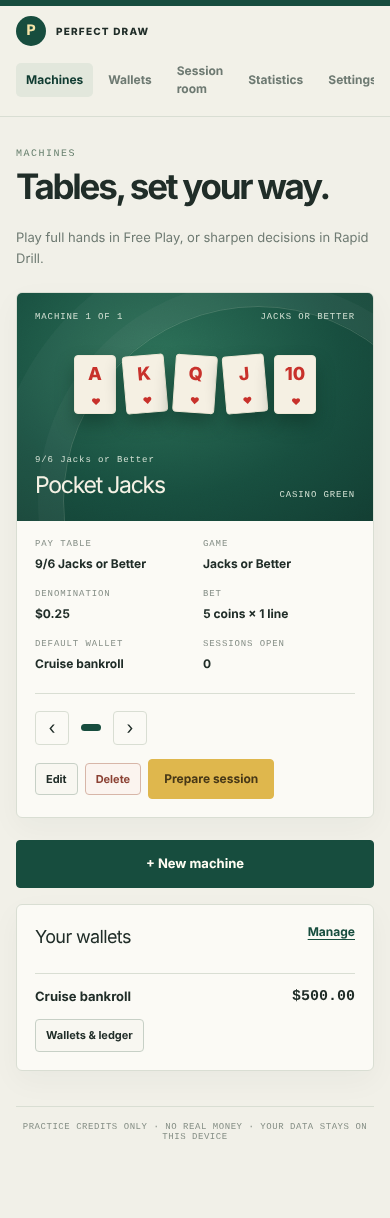 P PERFECT DRAW
Machines Wallets Session room Statistics Settings
MACHINES
Tables, set your way.
Play full hands in Free Play, or sharpen decisions in Rapid
Drill.
MACHINE 1 OF 1 JACKS OR BETTER
A K Q J 10
9/6 Jacks or Better
Pocket Jacks
CASINO GREEN
PAY TABLE GAME
9/6 Jacks or Better Jacks or Better
DENOMINATION BET
$0.25 5 coins × 1 line
DEFAULT WALLET SESSIONS OPEN
Cruise bankroll 0
‹ ›
Edit Delete Prepare session
+ New machine
Your wallets Manage
Cruise bankroll $500.00
Wallets & ledger
PRACTICE CREDITS ONLY · NO REAL MONEY · YOUR DATA STAYS ON
THIS DEVICE